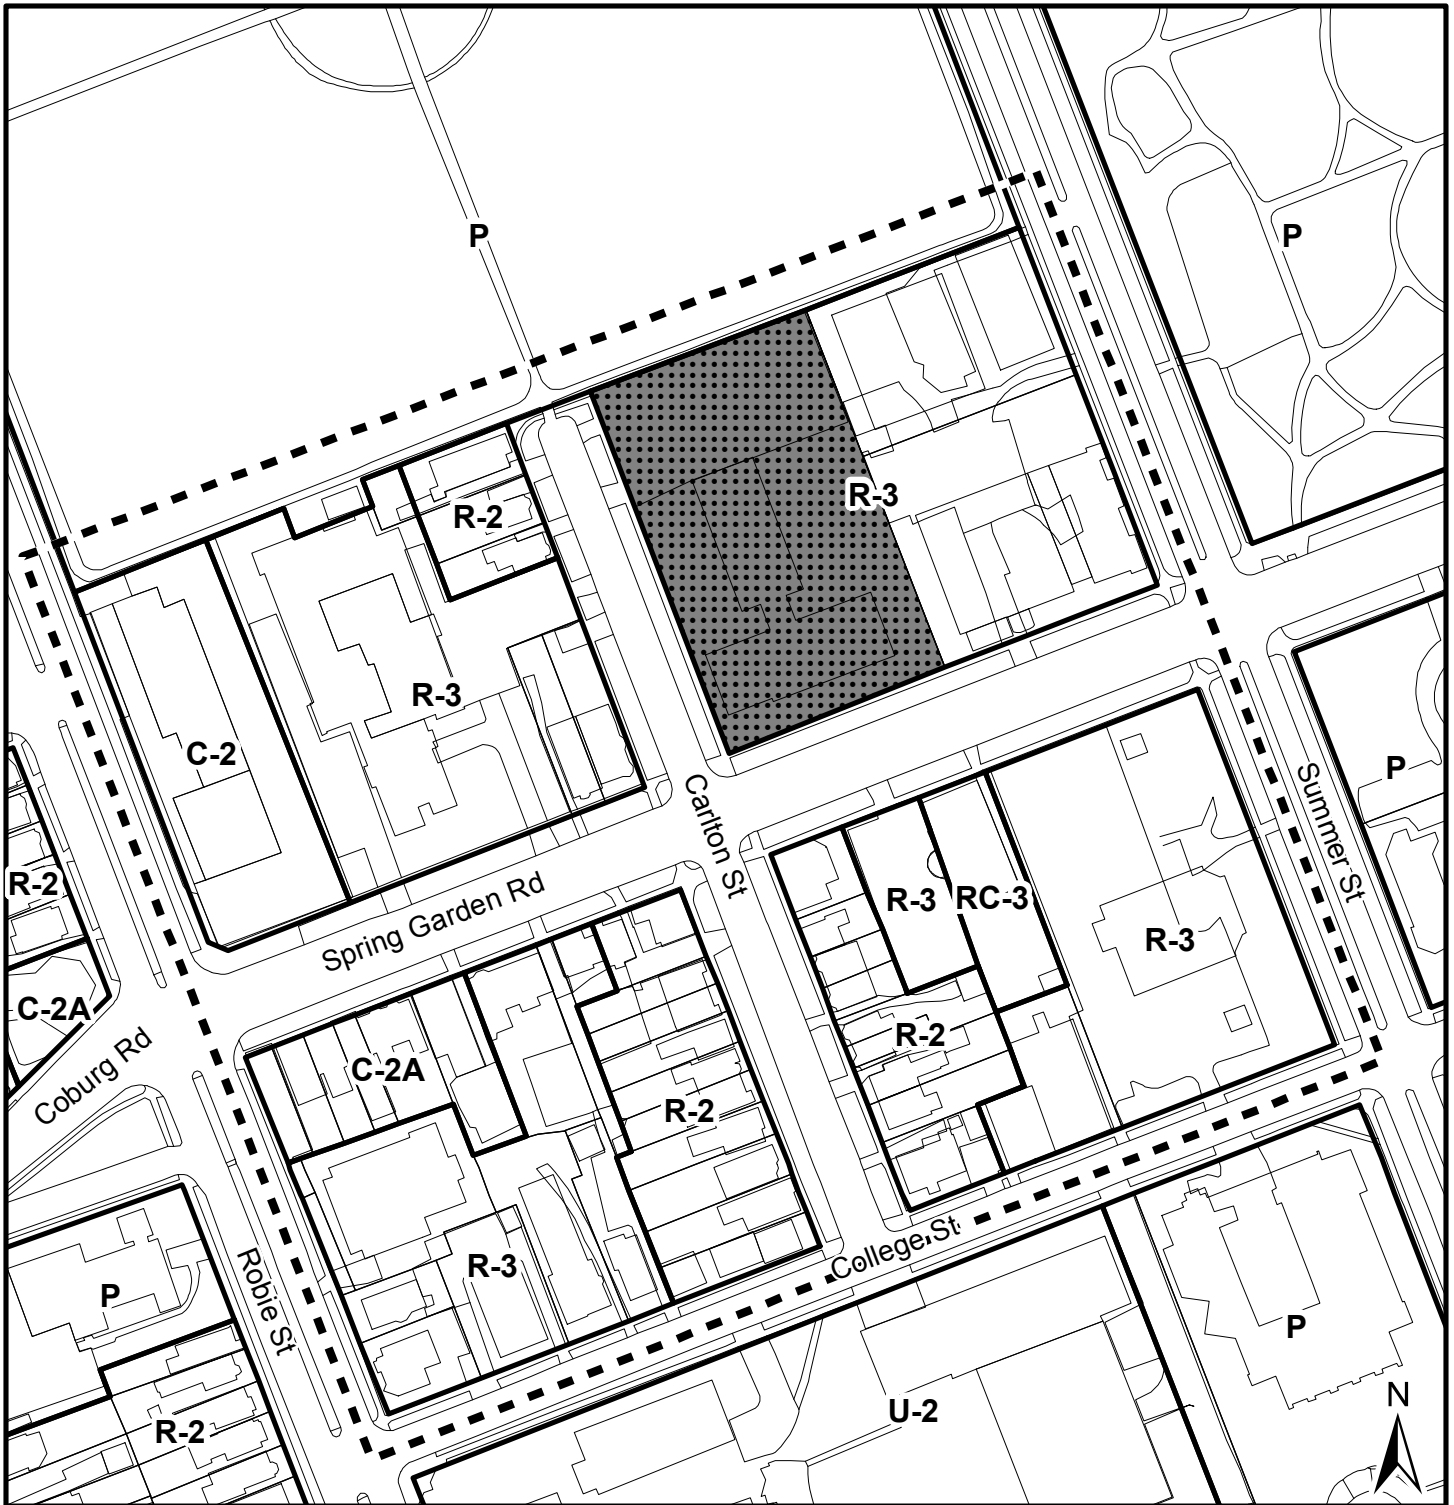 P
P
R-3
R-2
R-3
C-2
P
Carlton St
Summer St
R-2
R-3
RC-3
Spring Garden Rd
R-3
C-2A
R-2
Coburg Rd
C-2A
R-2
College St
R-3
Robie St
P
P
N
U-2
R-2